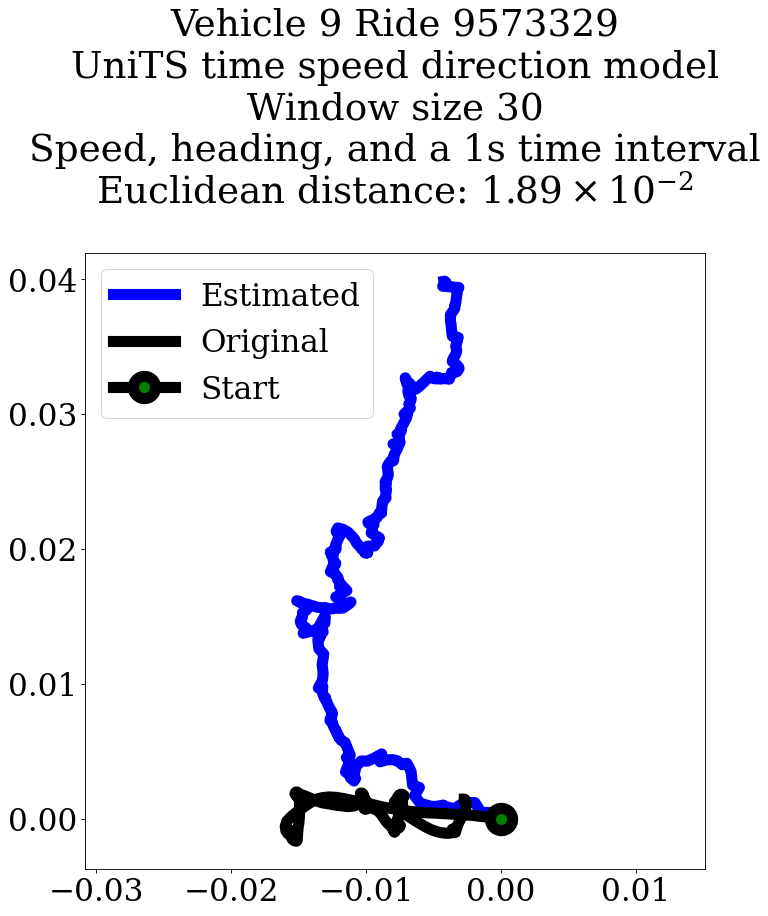 Vehicle 9 Ride 9573329
UniTS time speed direction model
Window size 30
Speed, heading, and a 1s time interval
Euclidean distance: 1.89 × 10⁻²
Estimated
Original
Start
0.04
0.03
0.02
0.01
0.00
−0.03 −0.02 −0.01 0.00 0.01